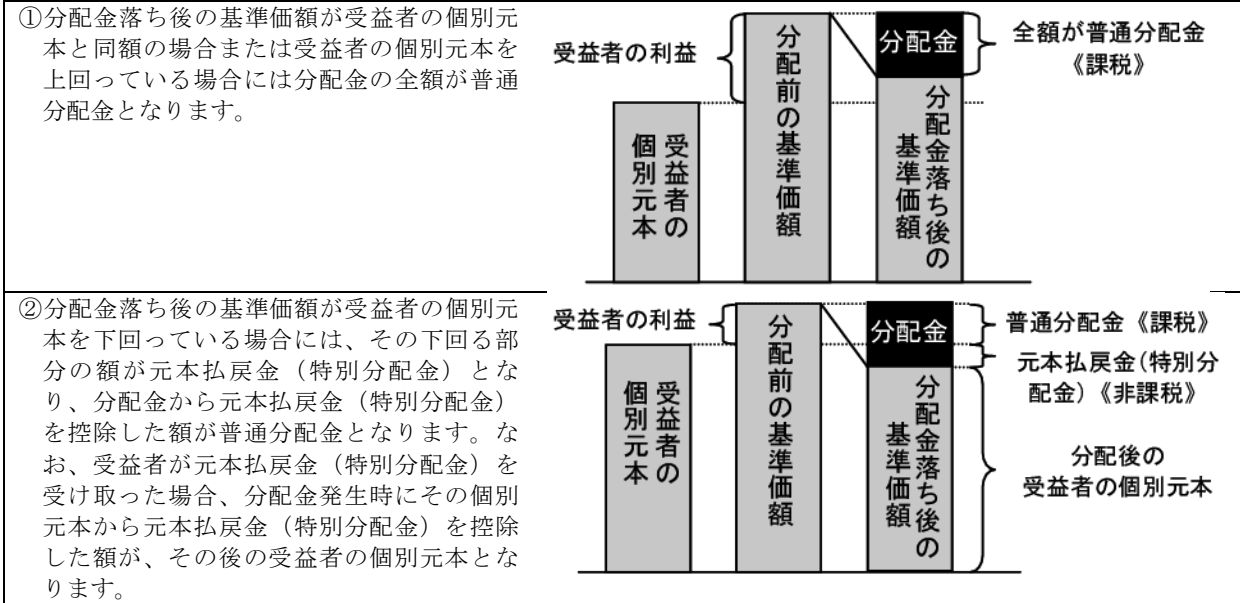 ①分配金落ち後の基準価額が受益者の個別元
本と同額の場合または受益者の個別元本を
上回っている場合には分配金の全額が普通
分配金となります。
受益者の利益
受益者の
個別元本
分配前の基準価額
分配金
分配金落ち後の
基準価額
全額が普通分配金
《課税》
②分配金落ち後の基準価額が受益者の個別元
本を下回っている場合には、その下回る部
分の額が元本払戻金（特別分配金）とな
り、分配金から元本払戻金（特別分配金）
を控除した額が普通分配金となります。な
お、受益者が元本払戻金（特別分配金）を
受け取った場合、分配金発生時にその個別
元本から元本払戻金（特別分配金）を控除
した額が、その後の受益者の個別元本とな
ります。
受益者の利益
受益者の
個別元本
分配前の基準価額
分配金
分配金落ち後の
基準価額
普通分配金《課税》
元本払戻金(特別分
配金)《非課税》
分配後の
受益者の個別元本